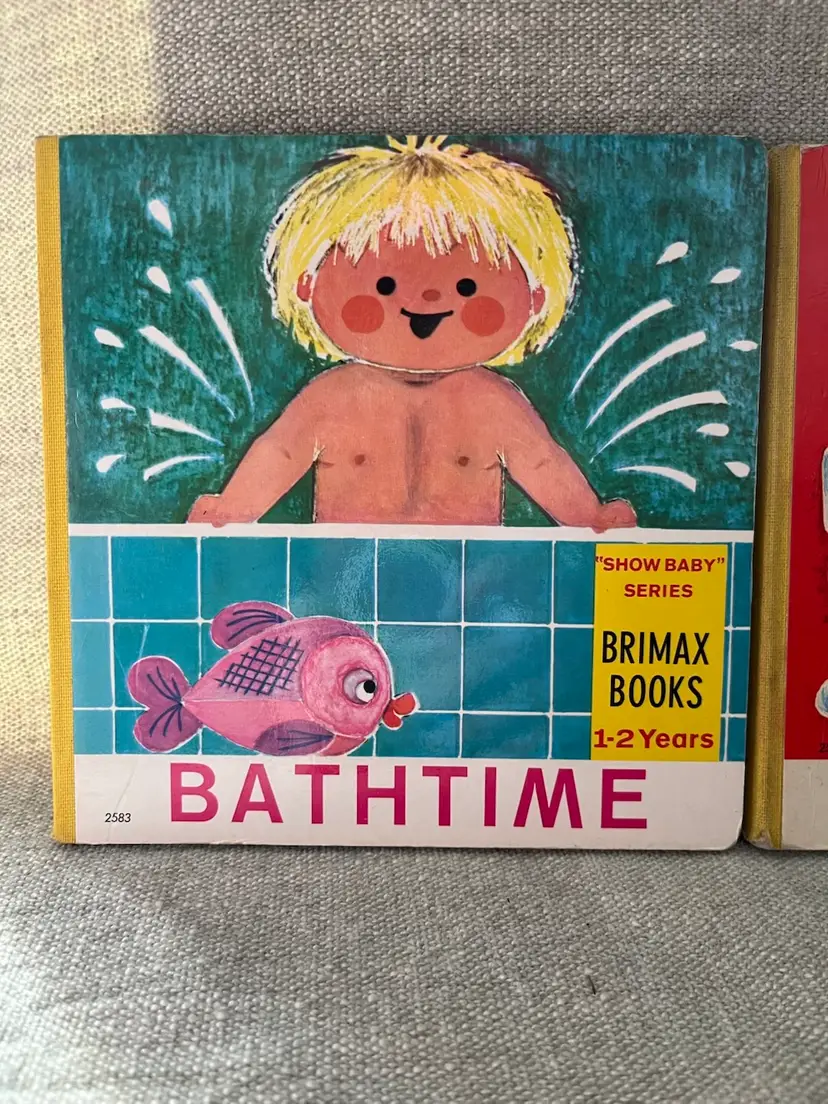 "SHOW BABY"
SERIES
BRIMAX
BOOKS
1-2 Years
BATHTIME
2583